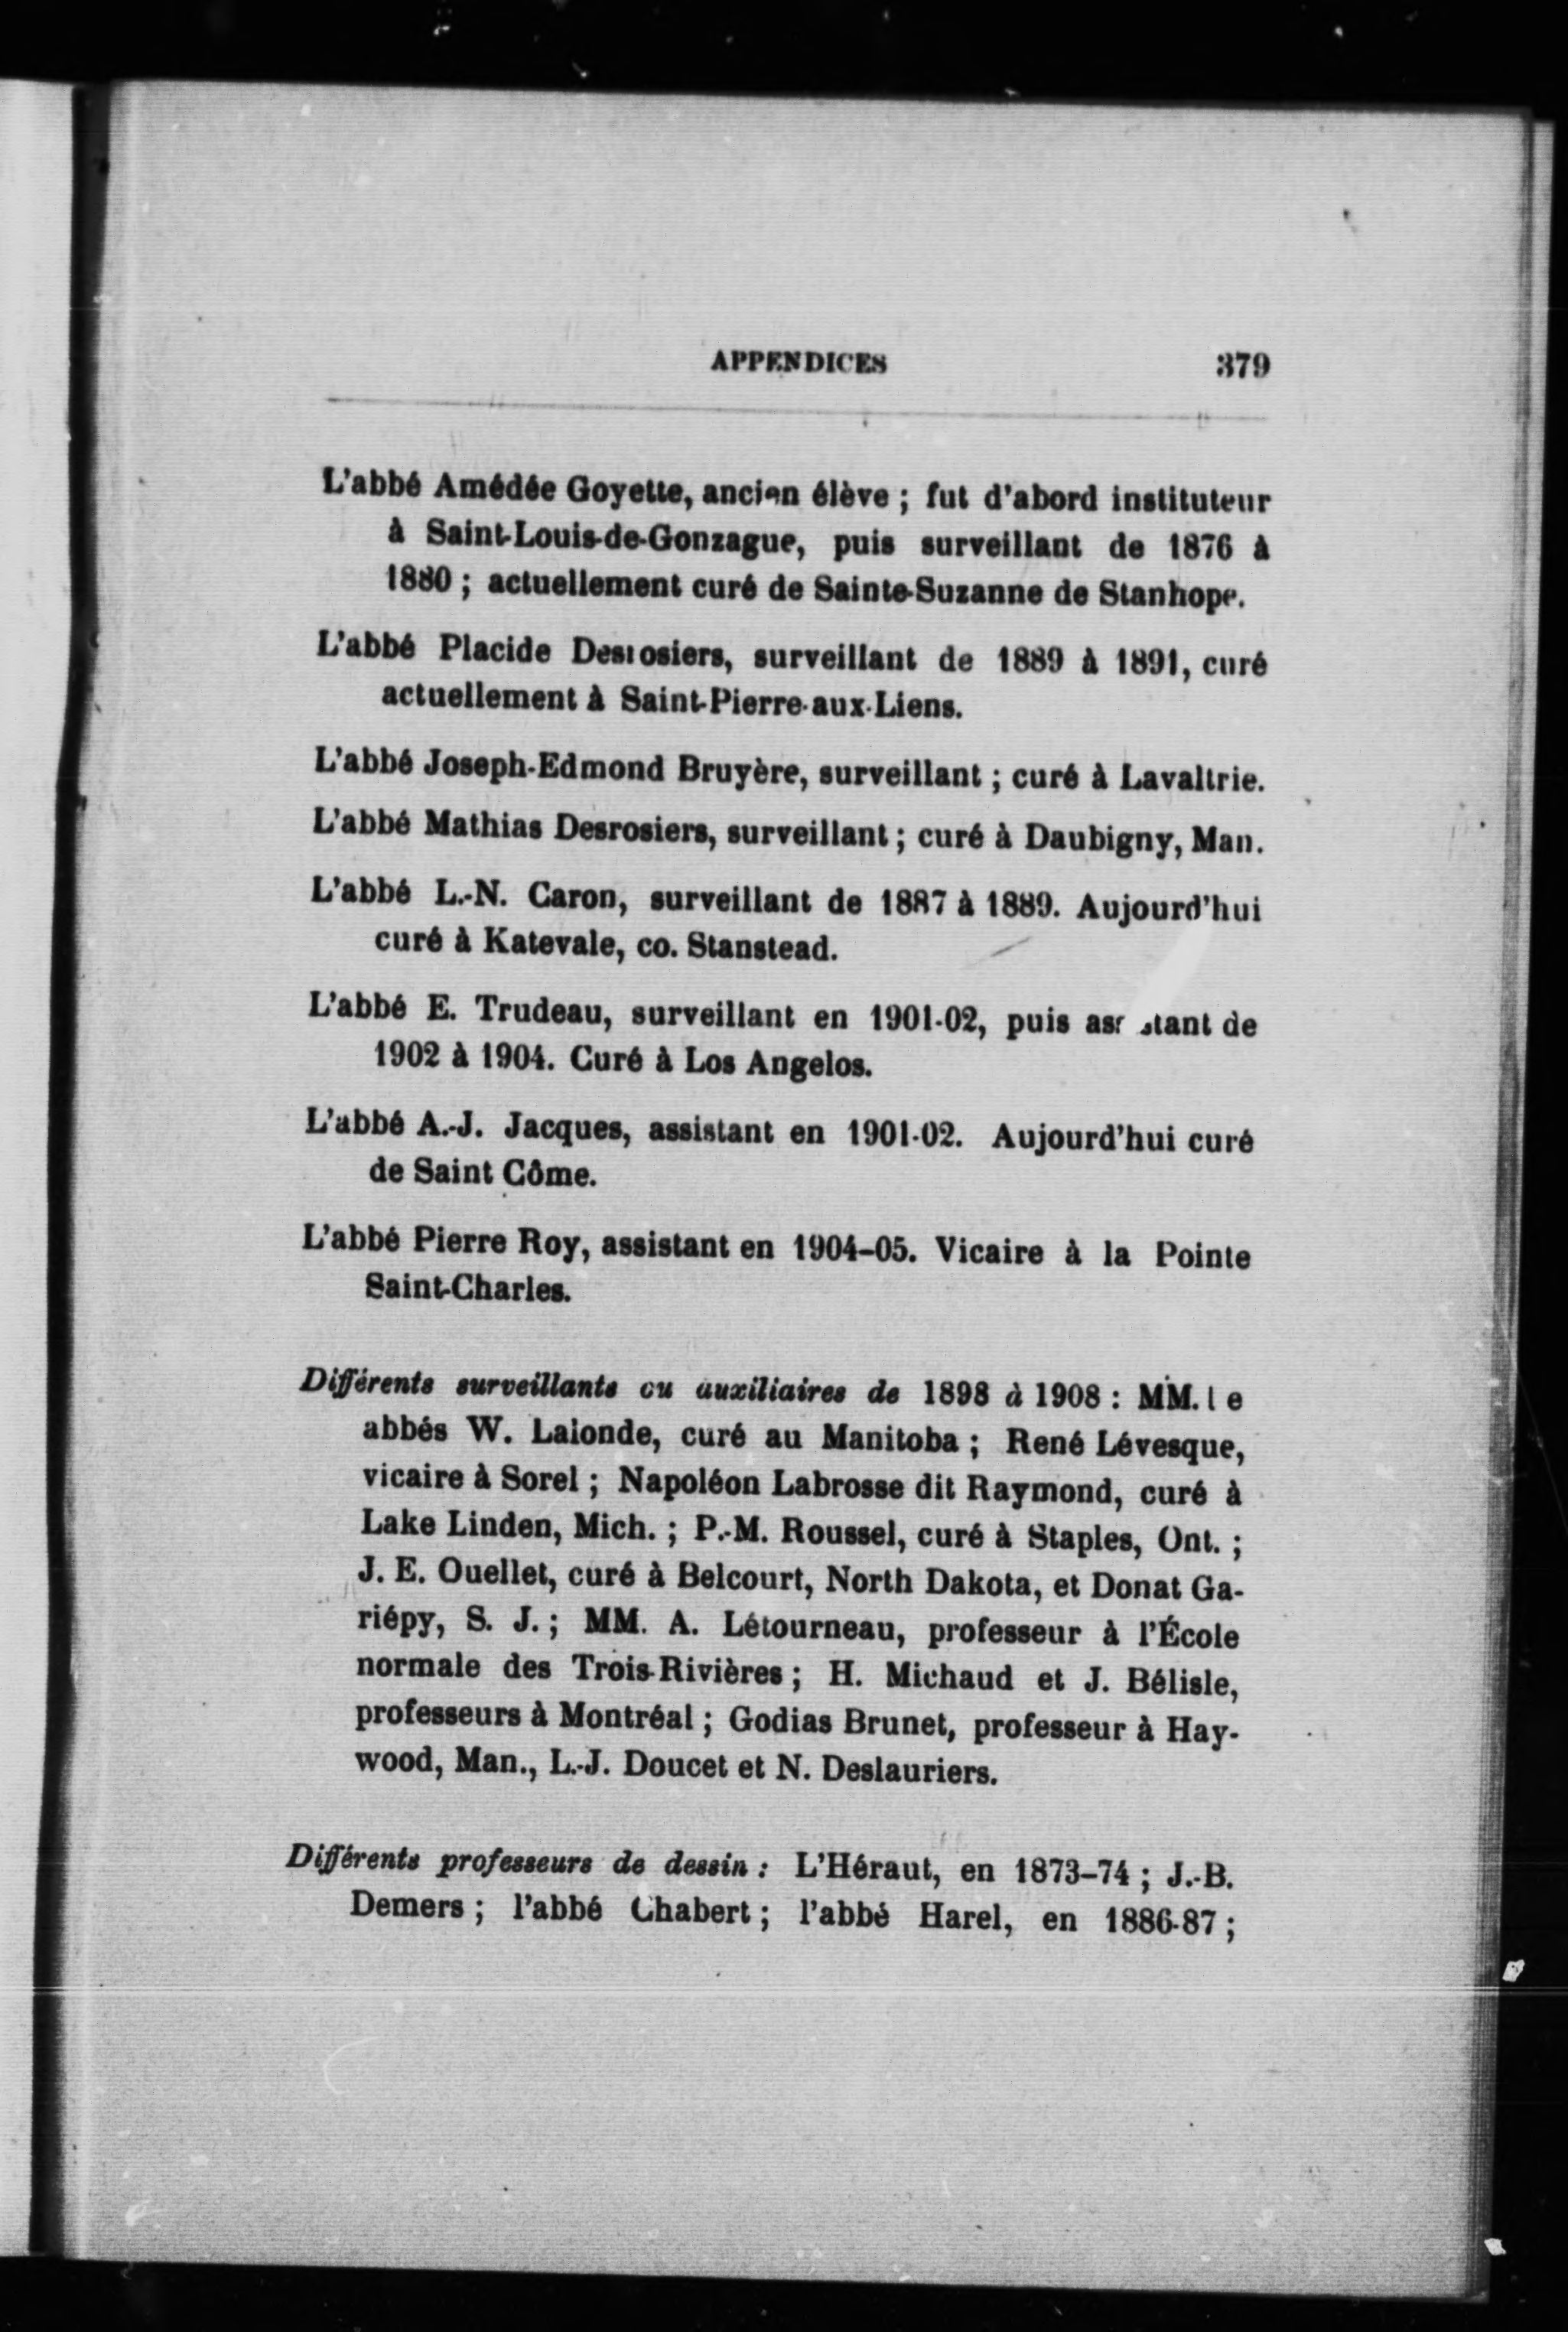 APPENDICES 379
L'abbé Amédée Goyette, ancien élève ; fut d'abord instituteur
à Saint-Louis-de-Gonzague, puis surveillant de 1876 à
1880 ; actuellement curé de Sainte-Suzanne de Stanhope.
L'abbé Placide Desrosiers, surveillant de 1889 à 1891, curé
actuellement à Saint-Pierre-aux-Liens.
L'abbé Joseph-Edmond Bruyère, surveillant ; curé à Lavaltrie.
L'abbé Mathias Desrosiers, surveillant ; curé à Daubigny, Man.
L'abbé L.-N. Caron, surveillant de 1887 à 1889. Aujourd'hui
curé à Katevale, co. Stanstead.
L'abbé E. Trudeau, surveillant en 1901-02, puis assistant de
1902 à 1904. Curé à Los Angelos.
L'abbé A.-J. Jacques, assistant en 1901-02. Aujourd'hui curé
de Saint Côme.
L'abbé Pierre Roy, assistant en 1904-05. Vicaire à la Pointe
Saint-Charles.
Différents surveillants ou auxiliaires de 1898 à 1908 : MM. le
abbés W. Lalonde, curé au Manitoba ; René Lévesque,
vicaire à Sorel ; Napoléon Labrosse dit Raymond, curé à
Lake Linden, Mich. ; P.-M. Roussel, curé à Staples, Ont. ;
J. E. Ouellet, curé à Belcourt, North Dakota, et Donat Ga-
riépy, S. J. ; MM. A. Létourneau, professeur à l'École
normale des Trois-Rivières ; H. Michaud et J. Bélisle,
professeurs à Montréal ; Godias Brunet, professeur à Hay-
wood, Man., L.-J. Doucet et N. Deslauriers.
Différents professeurs de dessin : L'Héraut, en 1873-74 ; J.-B.
Demers ; l'abbé Chabert ; l'abbé Harel, en 1886-87 ;